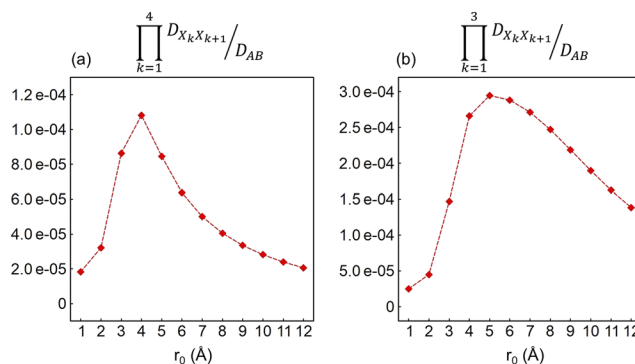 (a) ∏ k=1 4 D_{X_k X_{k+1}}/D_{AB}
1.2 e-04
1.0 e-04
8.0 e-05
6.0 e-05
4.0 e-05
2.0 e-05
0
1 2 3 4 5 6 7 8 9 10 11 12
r₀ (Å)
(b) ∏ k=1 3 D_{X_k X_{k+1}}/D_{AB}
3.0 e-04
2.5 e-04
2.0 e-04
1.5 e-04
1.0 e-04
5.0 e-05
0
1 2 3 4 5 6 7 8 9 10 11 12
r₀ (Å)